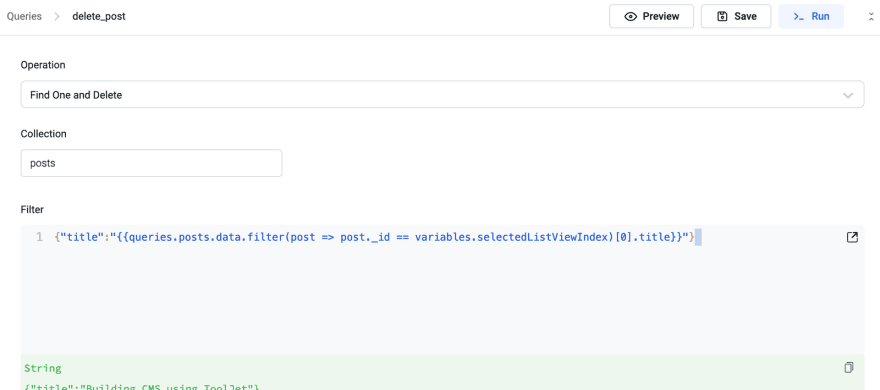 Queries > delete_post
Preview
Save
>_ Run
Operation
Find One and Delete
Collection
posts
Filter
1 {"title":"{{queries.posts.data.filter(post => post._id == variables.selectedListViewIndex)[0].title}}"}
String
{"title":"Building CMS using ToolJet"}